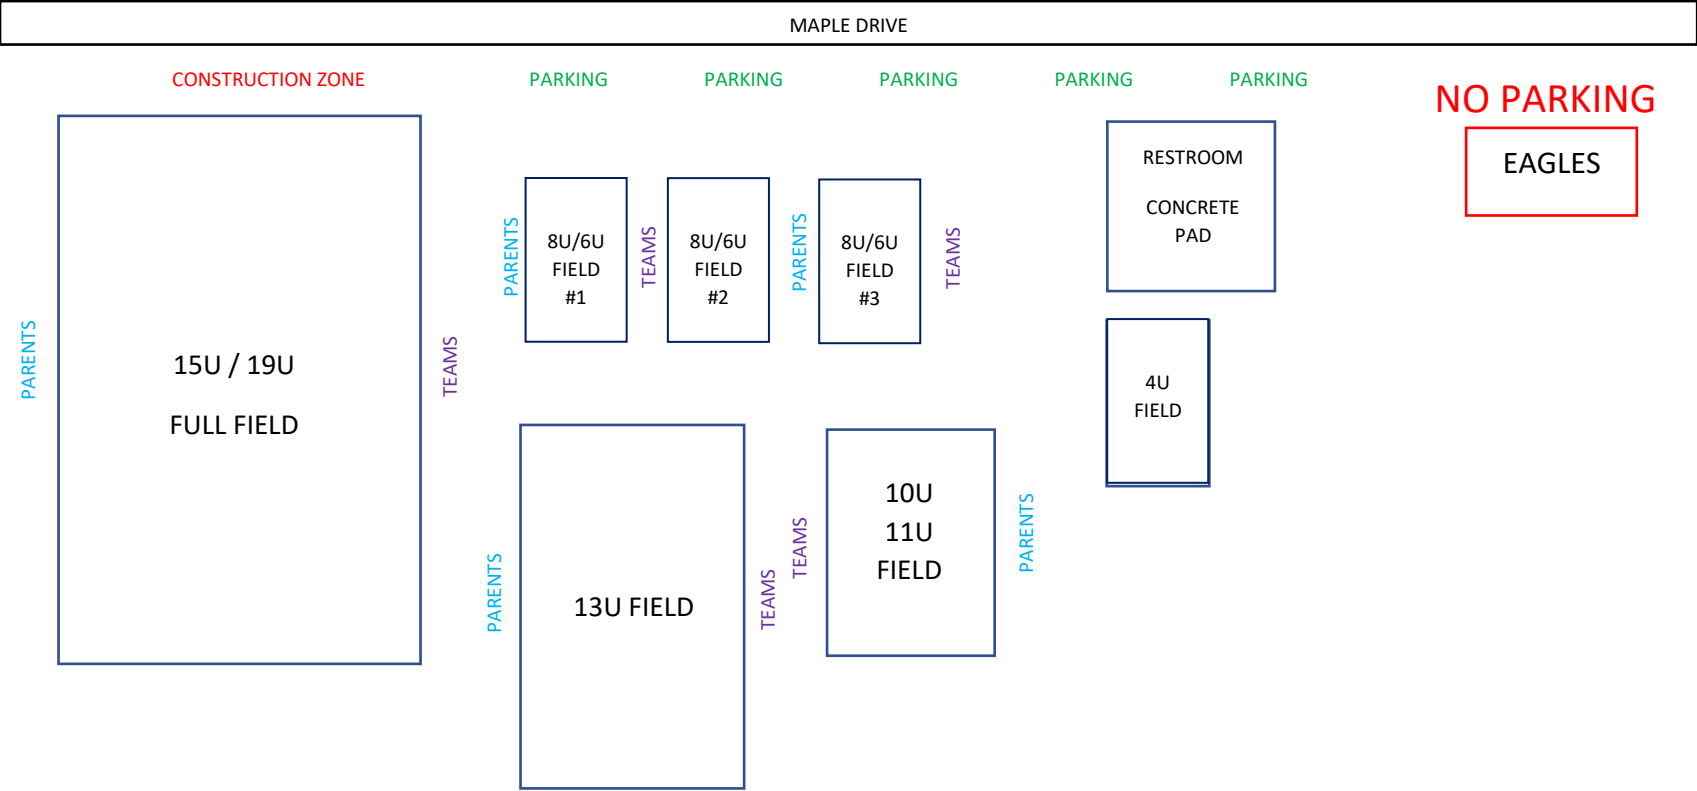 MAPLE DRIVE
CONSTRUCTION ZONE
PARKING
PARKING
PARKING
PARKING
PARKING
NO PARKING
EAGLES
RESTROOM
CONCRETE
PAD
PARENTS
15U / 19U
FULL FIELD
TEAMS
PARENTS
8U/6U
FIELD
#1
TEAMS
8U/6U
FIELD
#2
PARENTS
8U/6U
FIELD
#3
TEAMS
4U
FIELD
PARENTS
13U FIELD
TEAMS
TEAMS
10U
11U
FIELD
PARENTS